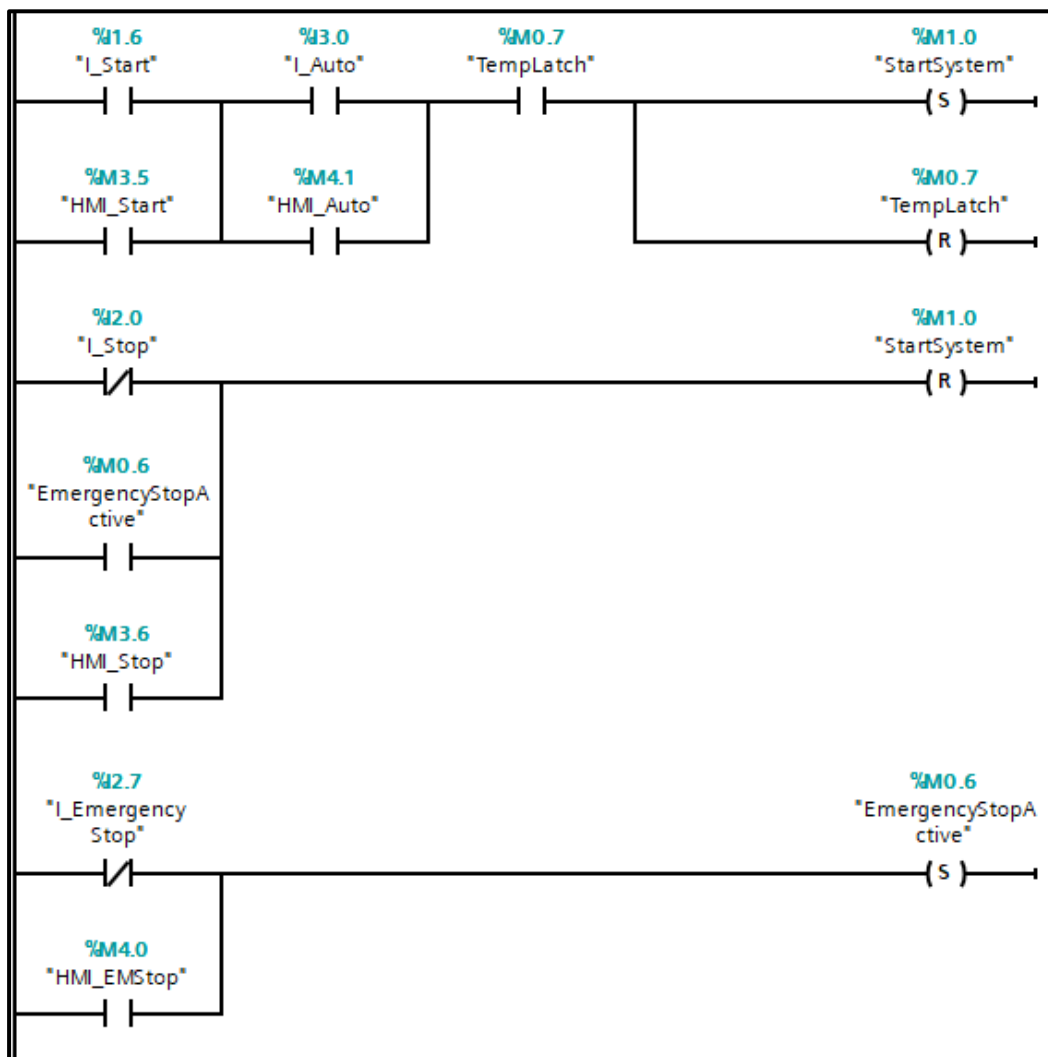 %I1.6 %I3.0 %M0.7 %M1.0
"I_Start" "I_Auto" "TempLatch" "StartSystem"
S
%M3.5 %M4.1 %M0.7
"HMI_Start" "HMI_Auto" "TempLatch"
R
%I2.0 %M1.0
"I_Stop" "StartSystem"
R
%M0.6
"EmergencyStopA
ctive"
%M3.6
"HMI_Stop"
%I2.7 %M0.6
"I_Emergency "EmergencyStopA
Stop" ctive"
S
%M4.0
"HMI_EMStop"